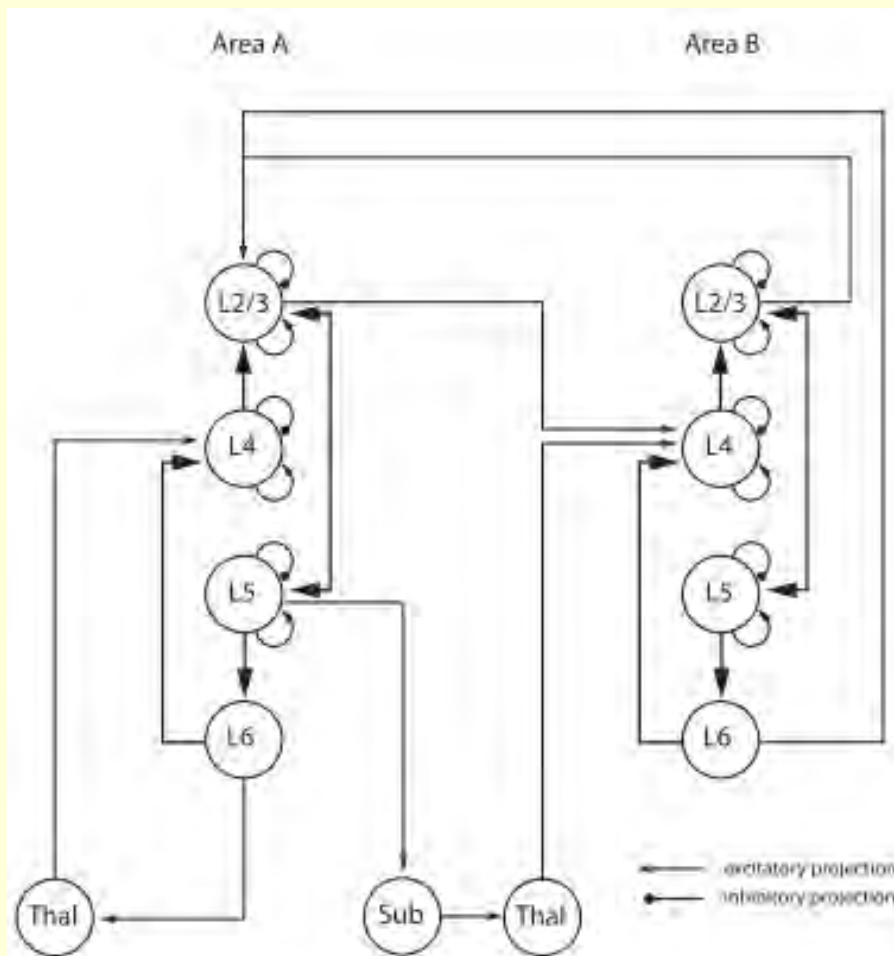 Area A Area B
L2/3 L2/3
L4 L4
L5 L5
L6 L6
excitatory projection
inhibitory projection
Thal Sub Thal